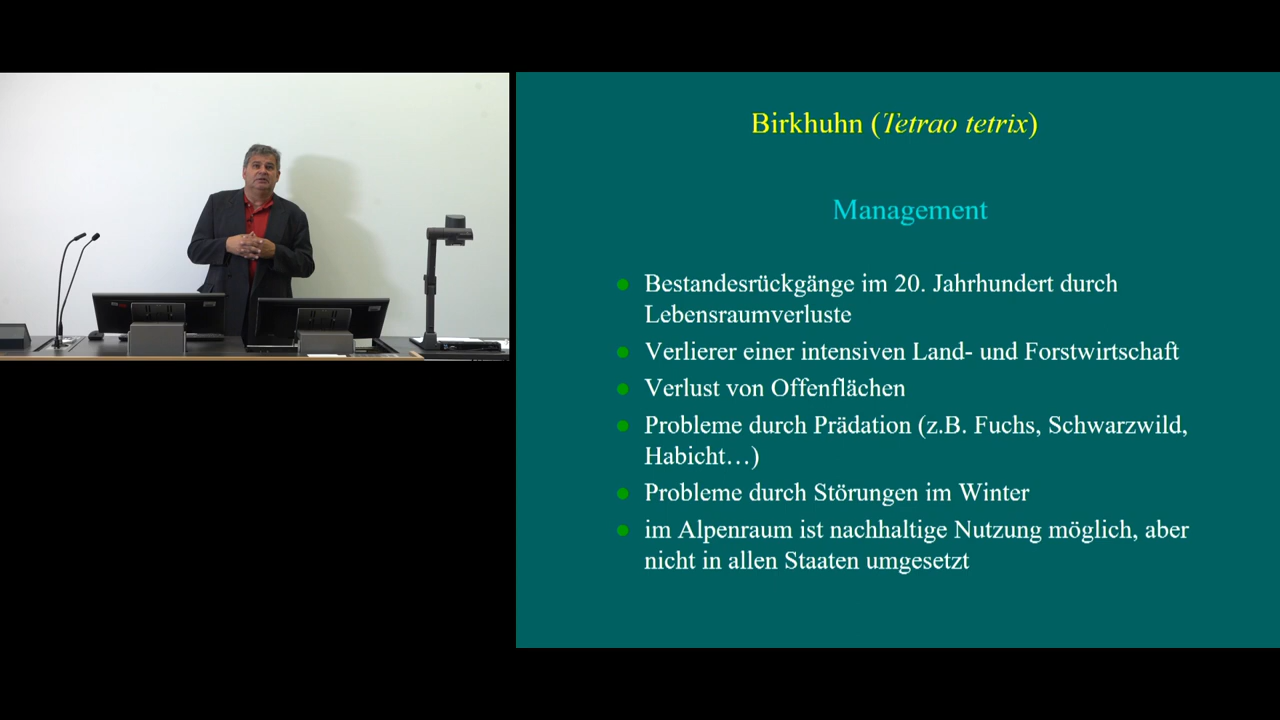 Birkhuhn (Tetrao tetrix)
Management
Bestandesrückgänge im 20. Jahrhundert durch
Lebensraumverluste
Verlierer einer intensiven Land- und Forstwirtschaft
Verlust von Offenflächen
Probleme durch Prädation (z.B. Fuchs, Schwarzwild,
Habicht…)
Probleme durch Störungen im Winter
im Alpenraum ist nachhaltige Nutzung möglich, aber
nicht in allen Staaten umgesetzt